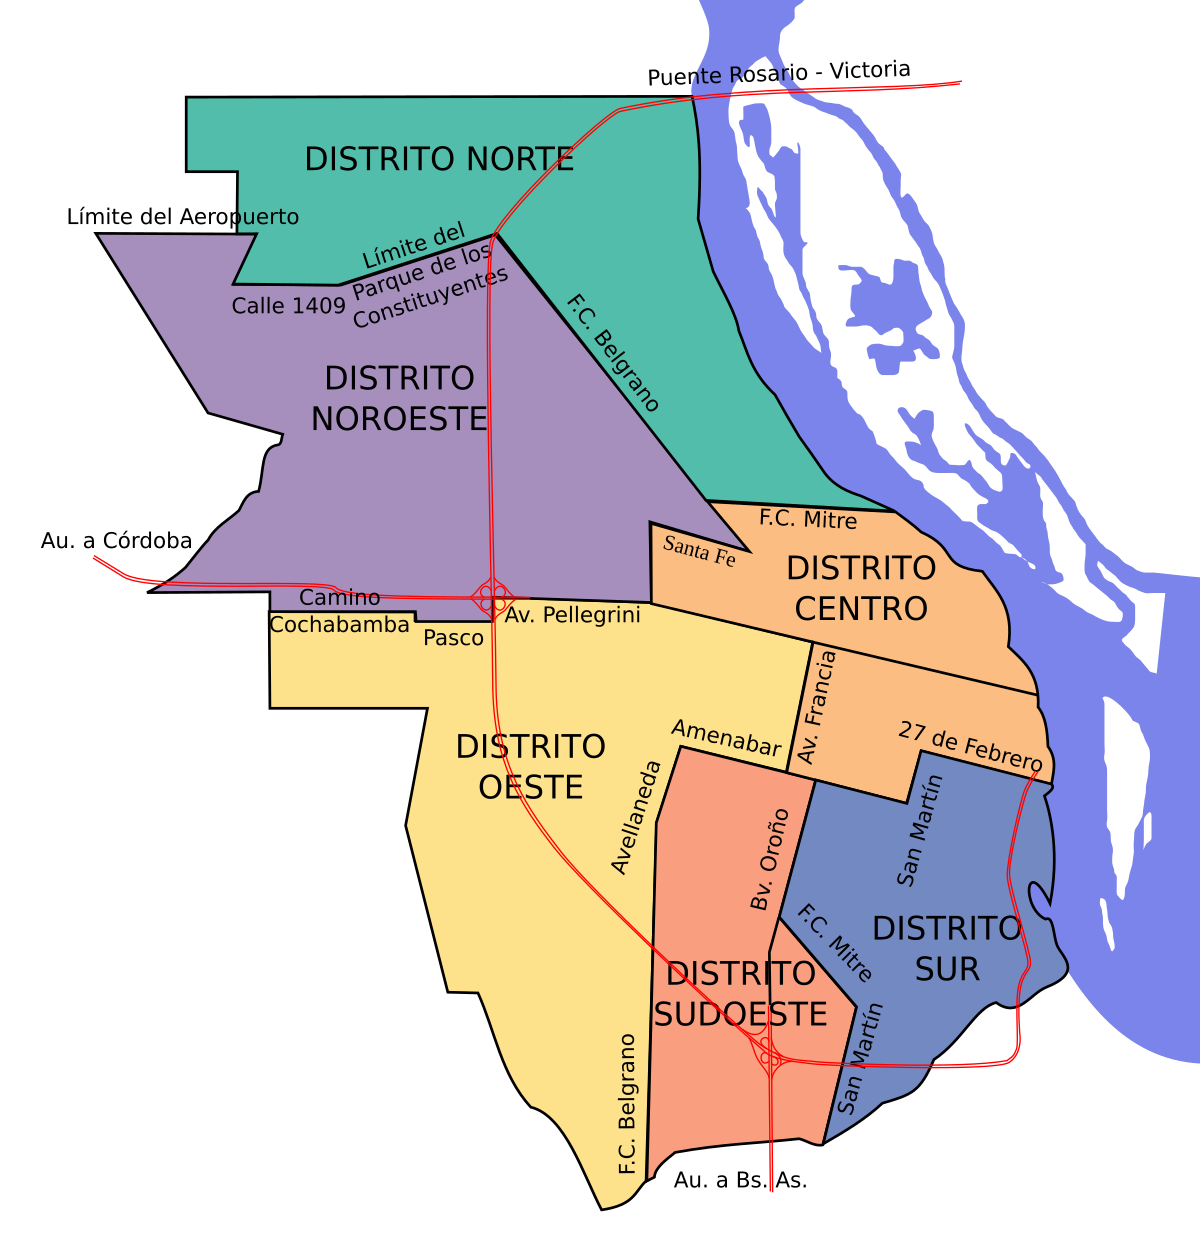 Puente Rosario - Victoria
DISTRITO NORTE
Límite del Aeropuerto
Límite del
Parque de los
Constituyentes
Calle 1409
F.C. Belgrano
DISTRITO
NOROESTE
F.C. Mitre
Santa Fe
Au. a Córdoba
DISTRITO
CENTRO
Camino
Cochabamba
Pasco
Av. Pellegrini
Av. Francia
Amenabar
27 de Febrero
DISTRITO
OESTE
Avellaneda
San Martín
Bv. Oroño
F.C. Mitre
DISTRITO
SUR
DISTRITO
SUDOESTE
San Martín
F.C. Belgrano
Au. a Bs. As.